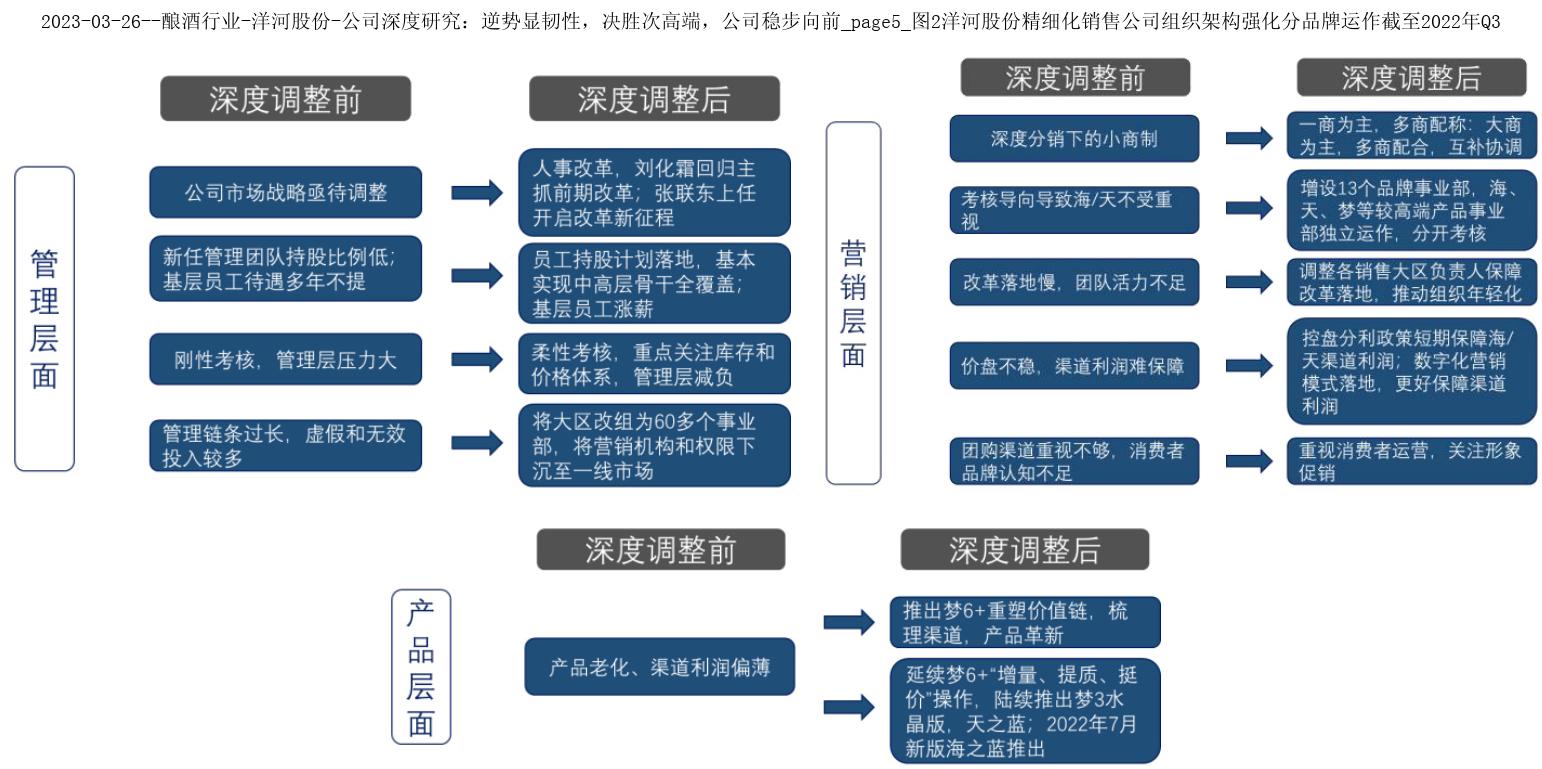 2023-03-26--酿酒行业-洋河股份-公司深度研究：逆势显韧性，决胜次高端，公司稳步向前_page5_图2洋河股份精细化销售公司组织架构强化分品牌运作截至2022年Q3
管
理
层
面
深度调整前
深度调整后
公司市场战略亟待调整
人事改革，刘化霜回归主
抓前期改革；张联东上任
开启改革新征程
新任管理团队持股比例低；
基层员工待遇多年不提
员工持股计划落地，基本
实现中高层骨干全覆盖；
基层员工涨薪
刚性考核，管理层压力大
柔性考核，重点关注库存和
价格体系，管理层减负
管理链条过长，虚假和无效
投入较多
将大区改组为60多个事业
部，将营销机构和权限下
沉至一线市场
营
销
层
面
深度调整前
深度调整后
深度分销下的小商制
一商为主，多商配称：大商
为主，多商配合，互补协调
考核导向导致海/天不受重
视
增设13个品牌事业部，海、
天、梦等较高端产品事业
部独立运作，分开考核
改革落地慢，团队活力不足
调整各销售大区负责人保障
改革落地，推动组织年轻化
价盘不稳，渠道利润难保障
控盘分利政策短期保障海/
天渠道利润；数字化营销
模式落地，更好保障渠道
利润
团购渠道重视不够，消费者
品牌认知不足
重视消费者运营，关注形象
促销
产
品
层
面
深度调整前
深度调整后
产品老化、渠道利润偏薄
推出梦6+重塑价值链，梳
理渠道，产品革新
延续梦6+“增量、提质、挺
价”操作，陆续推出梦3水
晶版，天之蓝；2022年7月
新版海之蓝推出